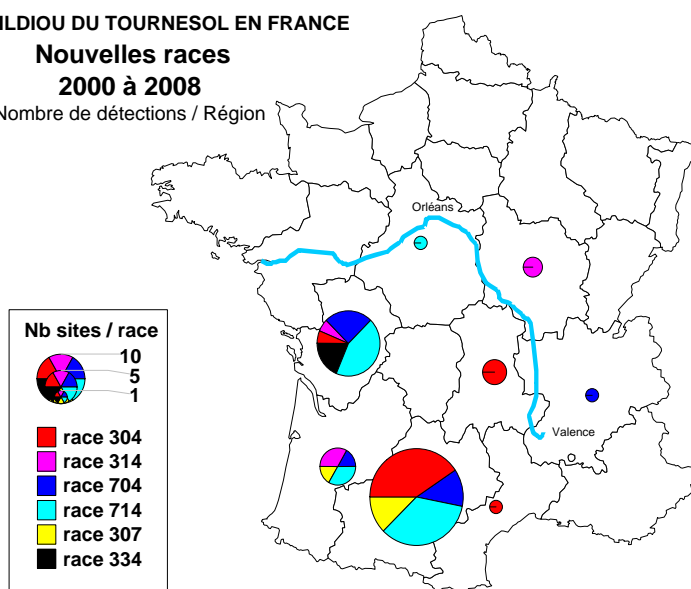 ILDIOU DU TOURNESOL EN FRANCE
Nouvelles races
2000 à 2008
Nombre de détections / Région
Orléans
Valence
Nb sites / race
10
5
1
race 304
race 314
race 704
race 714
race 307
race 334